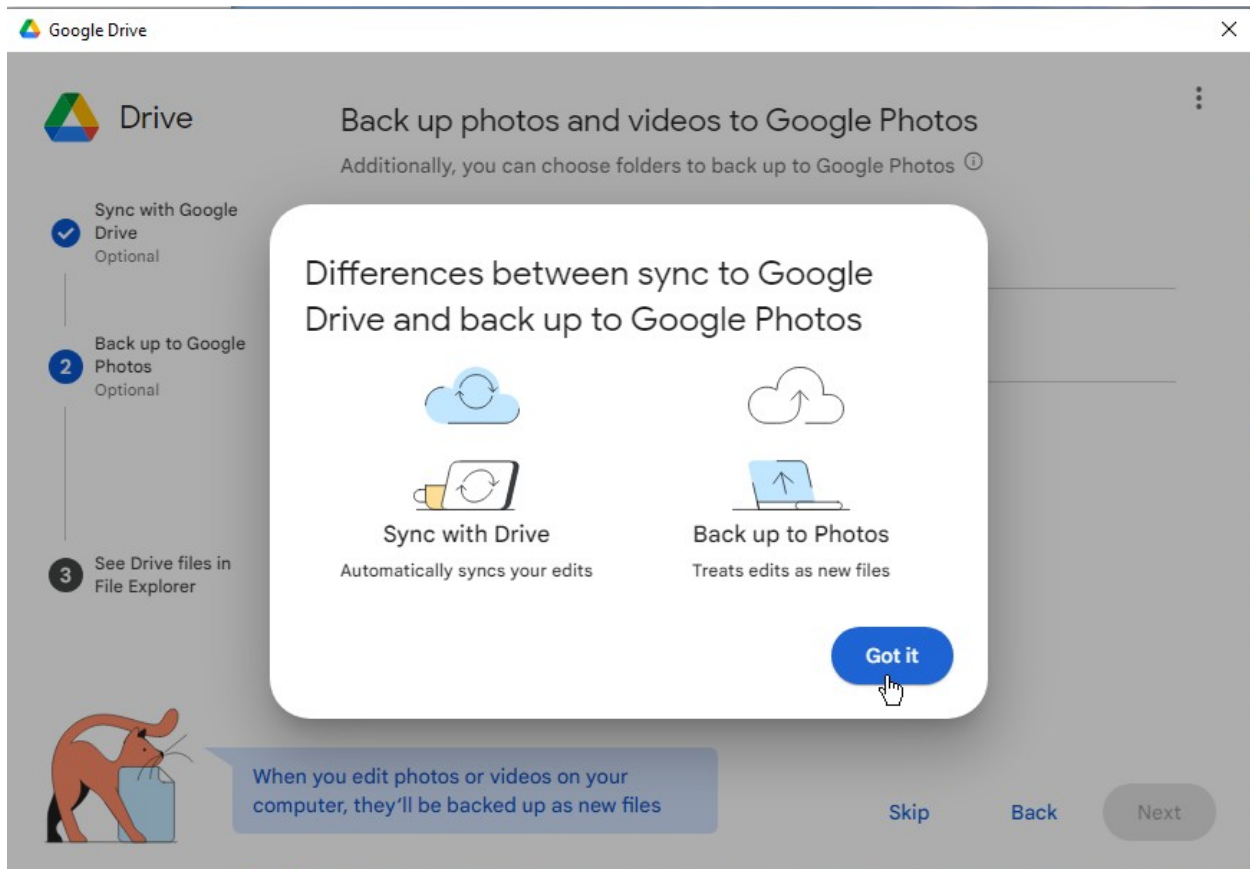 Google Drive
Drive
Back up photos and videos to Google Photos
Additionally, you can choose folders to back up to Google Photos
Sync with Google
Drive
Optional
2
Back up to Google
Photos
Optional
3
See Drive files in
File Explorer
Differences between sync to Google
Drive and back up to Google Photos
Sync with Drive
Automatically syncs your edits
Back up to Photos
Treats edits as new files
Got it
When you edit photos or videos on your
computer, they'll be backed up as new files
Skip
Back
Next